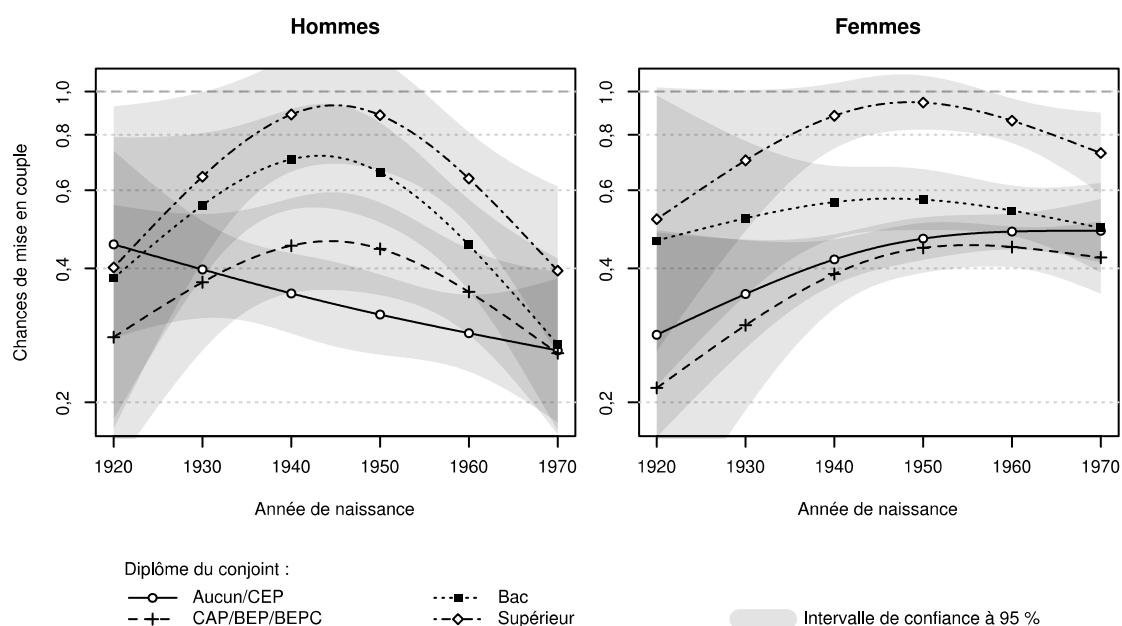 Hommes
Femmes
Chances de mise en couple
1,0
0,8
0,6
0,4
0,2
1920 1930 1940 1950 1960 1970
Année de naissance
1,0
0,8
0,6
0,4
0,2
1920 1930 1940 1950 1960 1970
Année de naissance
Diplôme du conjoint :
Aucun/CEP
CAP/BEP/BEPC
Bac
Supérieur
Intervalle de confiance à 95 %